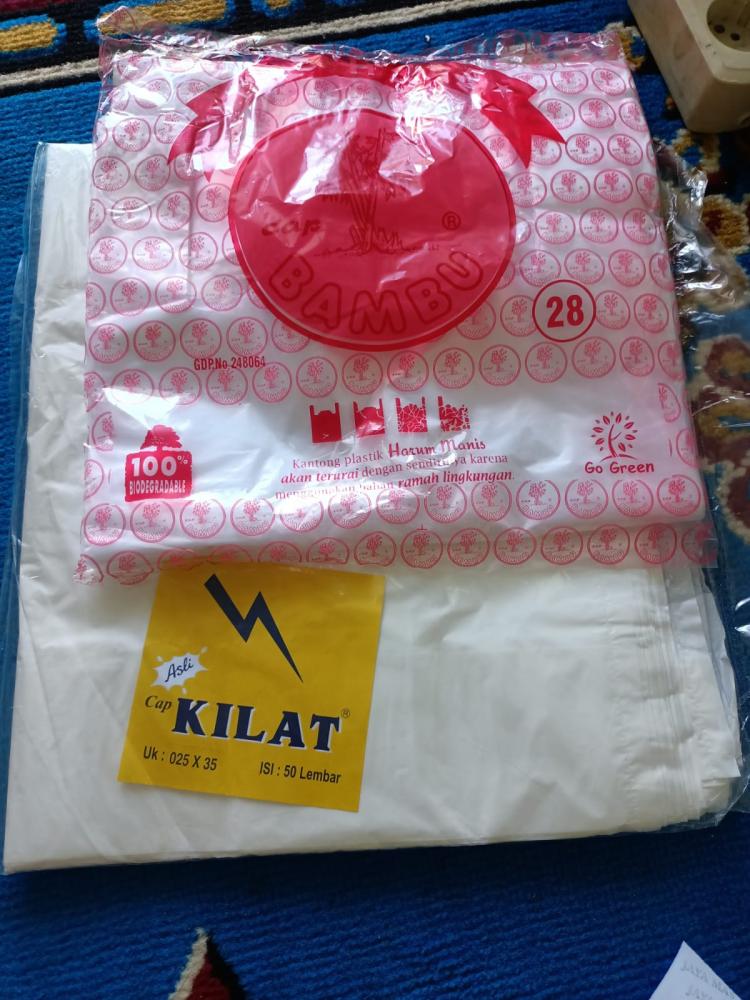 cap
®
BAMBU
28
GDP.No 248064
100%
BIODEGRADABLE
Kantong plastik Harum Manis
akan terurai dengan sendirinya karena
menggunakan bahan ramah lingkungan.
Go Green
Asli
Cap KILAT®
Uk : 025 X 35
ISI : 50 Lembar